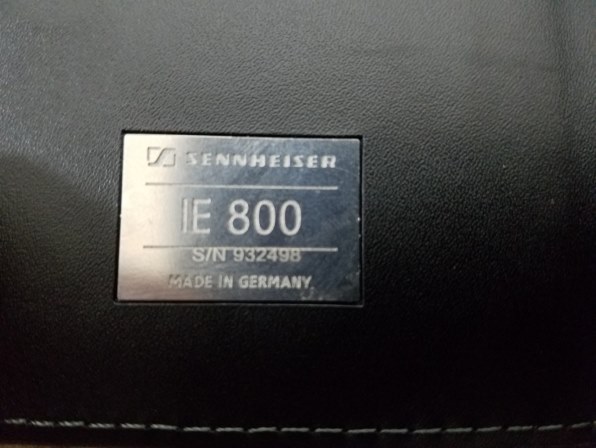 SENNHEISER
IE 800
S/N 932498
MADE IN GERMANY